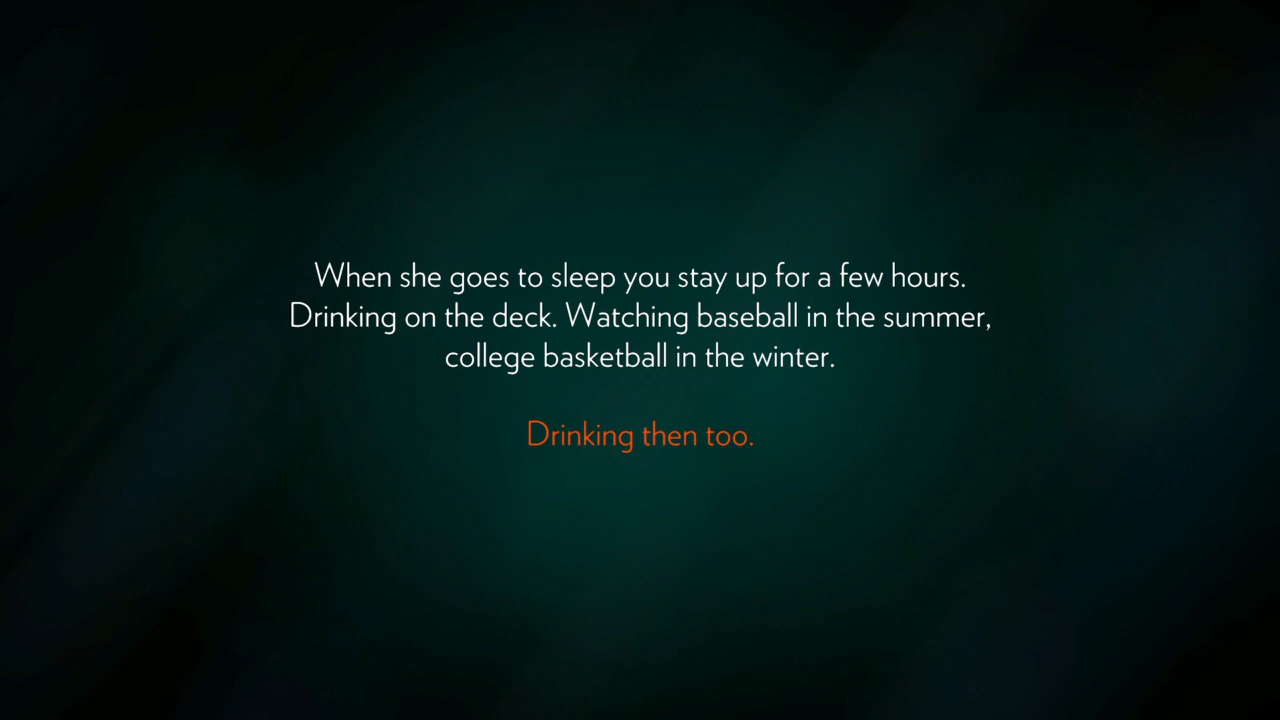 When she goes to sleep you stay up for a few hours.
Drinking on the deck. Watching baseball in the summer,
college basketball in the winter.
Drinking then too.